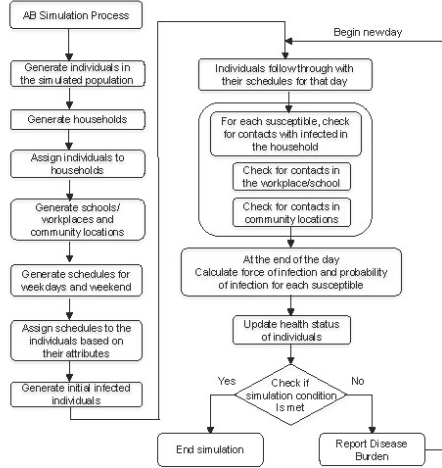 AB Simulation Process
Generate individuals in
the simulated population
Generate households
Assign individuals to
households
Generate schools/
workplaces and
community locations
Generate schedules for
weekdays and weekend
Assign schedules to the
individuals based on
their attributes
Generate initial infected
individuals
Begin newday
Individuals follow through with
their schedules for that day
For each susceptible, check
for contacts with infected in
the household
Check for contacts in
the workplace/school
Check for contacts in
community locations
At the end of the day
Calculate force of infection and probability
of infection for each susceptible
Update health status
of individuals
Yes
Check if
simulation condition
Is met
No
End simulation
Report Disease
Burden